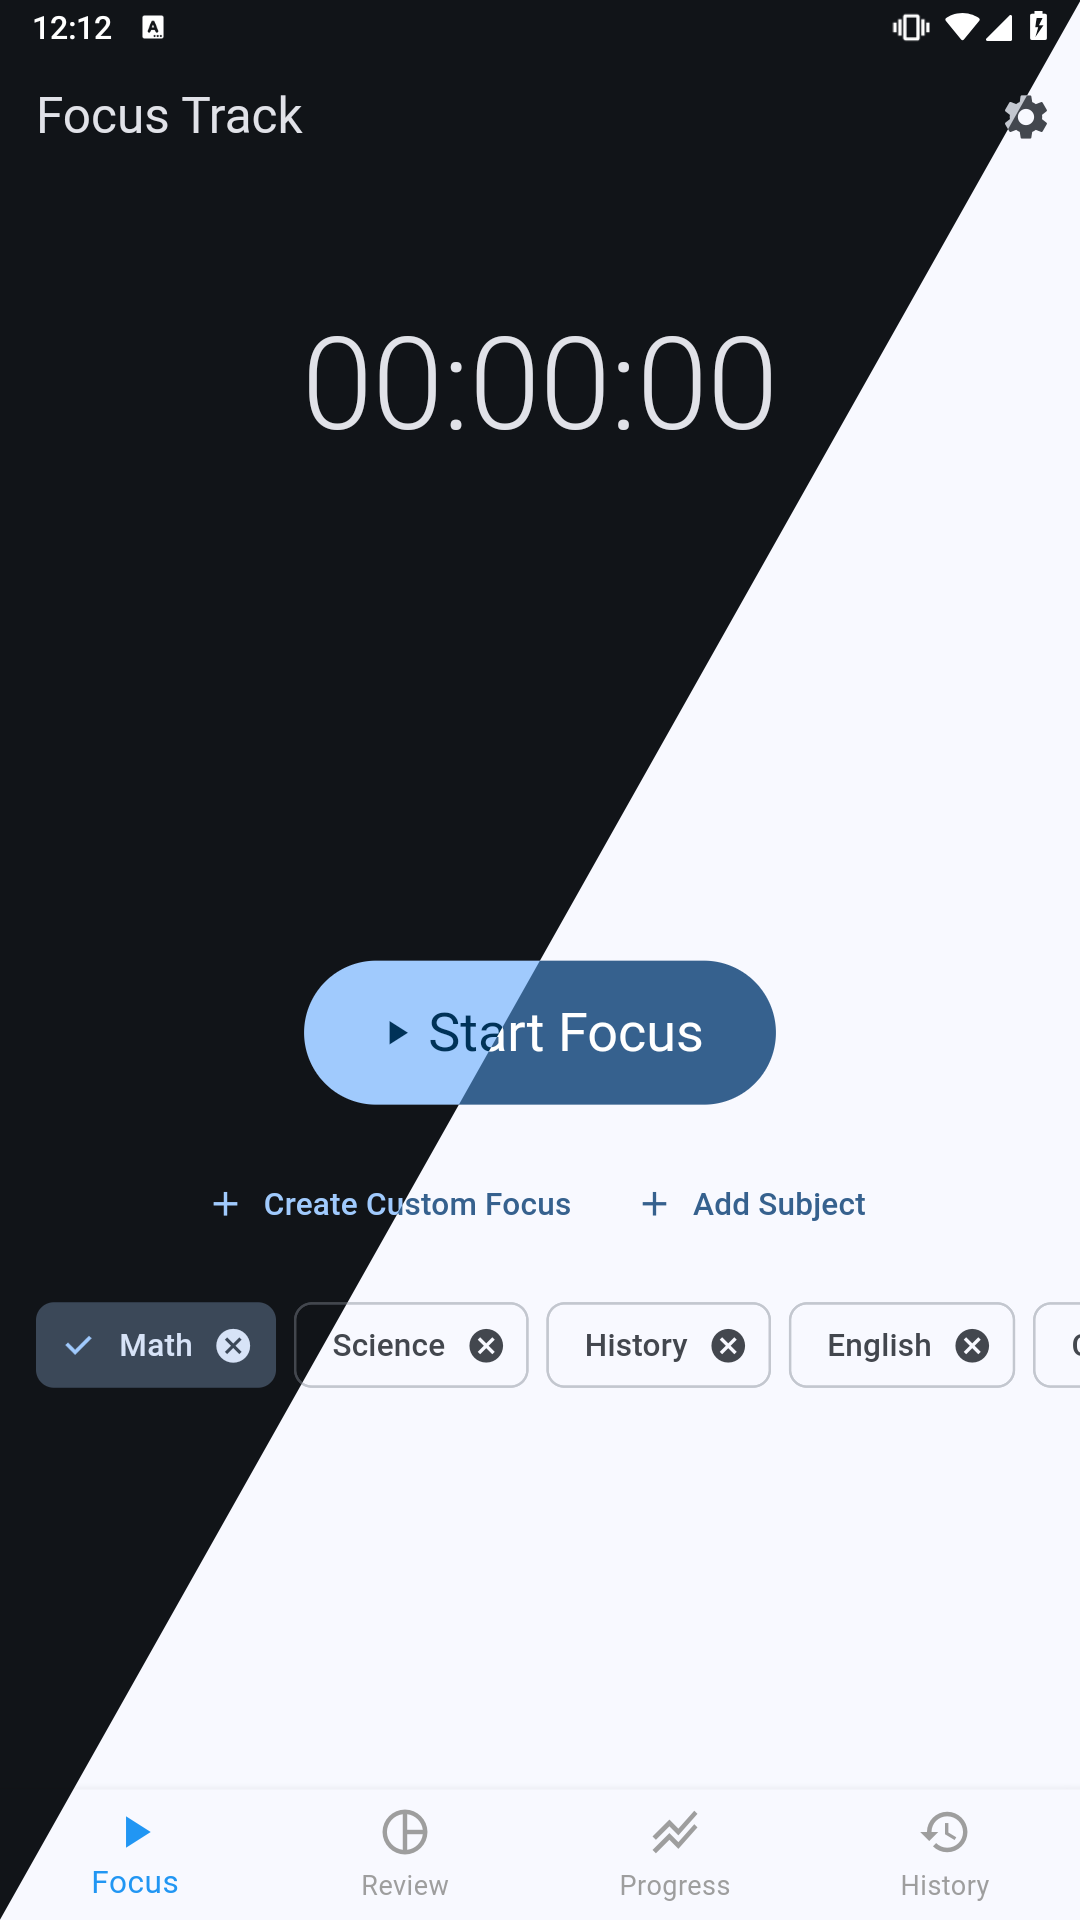 12:12
Focus Track
00:00:00
Start Focus
Create Custom Focus
Add Subject
Math
Science
History
English
Focus
Review
Progress
History